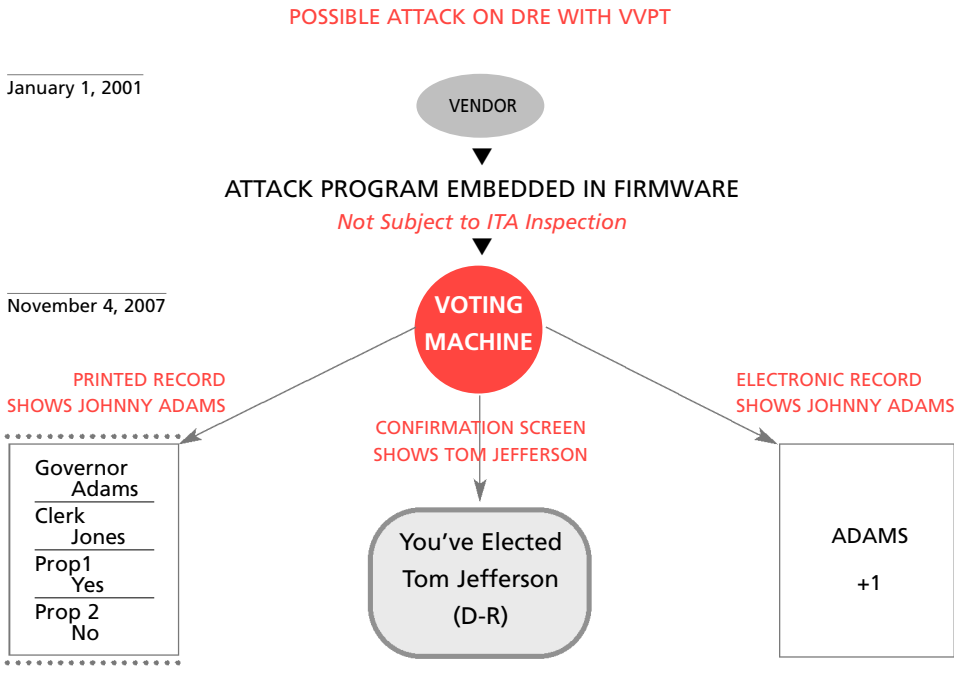 POSSIBLE ATTACK ON DRE WITH VVPT
January 1, 2001
VENDOR
ATTACK PROGRAM EMBEDDED IN FIRMWARE
Not Subject to ITA Inspection
November 4, 2007
VOTING
MACHINE
PRINTED RECORD
SHOWS JOHNNY ADAMS
CONFIRMATION SCREEN
SHOWS TOM JEFFERSON
ELECTRONIC RECORD
SHOWS JOHNNY ADAMS
Governor
Adams
Clerk
Jones
Prop1
Yes
Prop 2
No
You've Elected
Tom Jefferson
(D-R)
ADAMS
+1